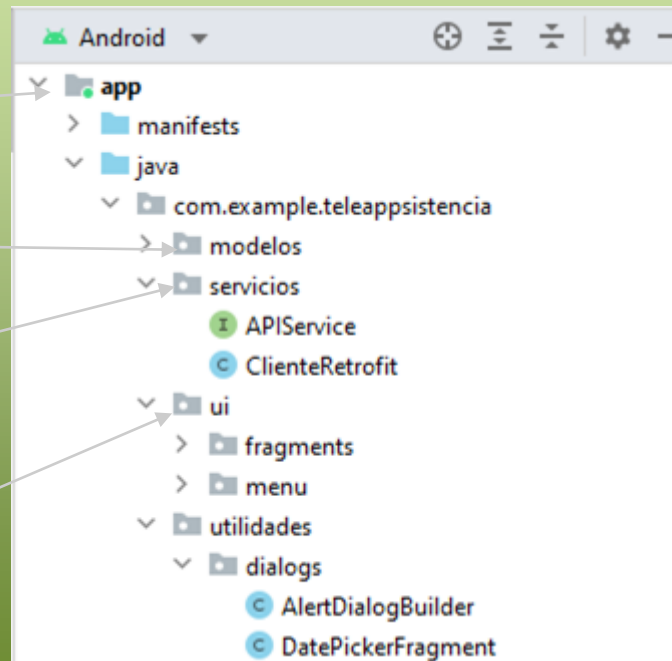 Android
app
manifests
java
com.example.teleappsistencia
modelos
servicios
I APIService
C ClienteRetrofit
ui
fragments
menu
utilidades
dialogs
C AlertDialogBuilder
C DatePickerFragment